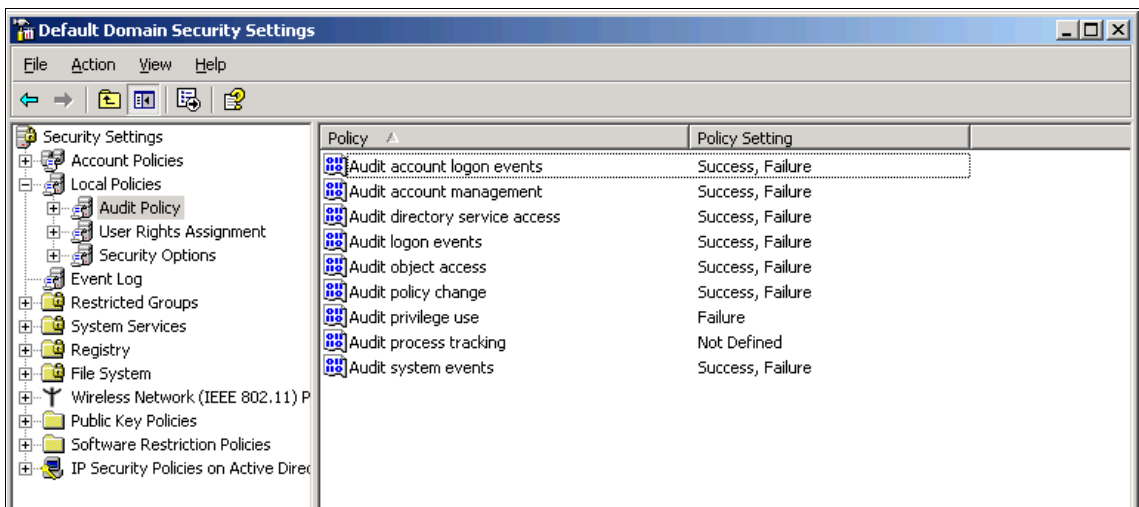 Default Domain Security Settings
File Action View Help
Security Settings
Account Policies
Local Policies
Audit Policy
User Rights Assignment
Security Options
Event Log
Restricted Groups
System Services
Registry
File System
Wireless Network (IEEE 802.11) P
Public Key Policies
Software Restriction Policies
IP Security Policies on Active Direc
Policy Policy Setting
Audit account logon events Success, Failure
Audit account management Success, Failure
Audit directory service access Success, Failure
Audit logon events Success, Failure
Audit object access Success, Failure
Audit policy change Success, Failure
Audit privilege use Failure
Audit process tracking Not Defined
Audit system events Success, Failure